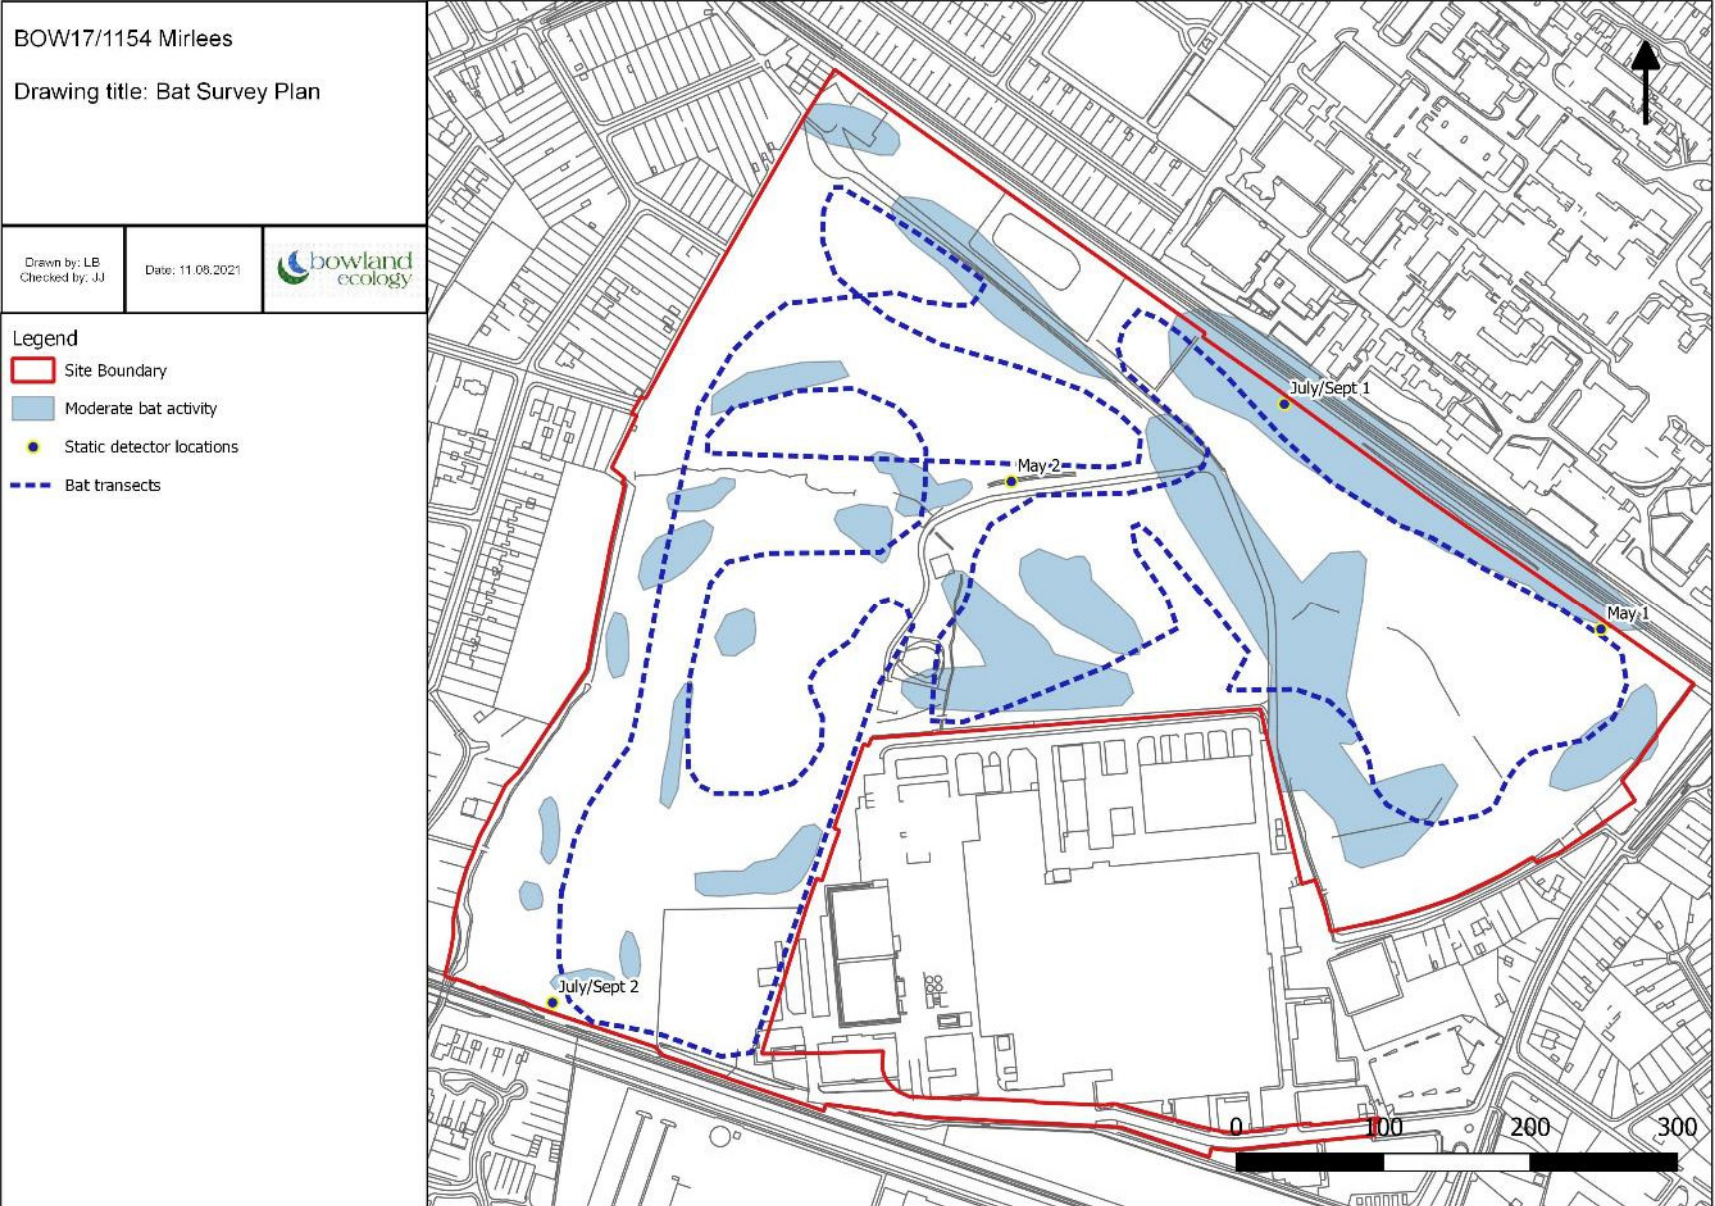 BOW17/1154 Mirlees
Drawing title: Bat Survey Plan
Drawn by: LB
Checked by: JJ
Date: 11.06.2021
bowland
ecology
Legend
Site Boundary
Moderate bat activity
Static detector locations
Bat transects
July/Sept 1
May 2
May 1
July/Sept 2
0 100 200 300